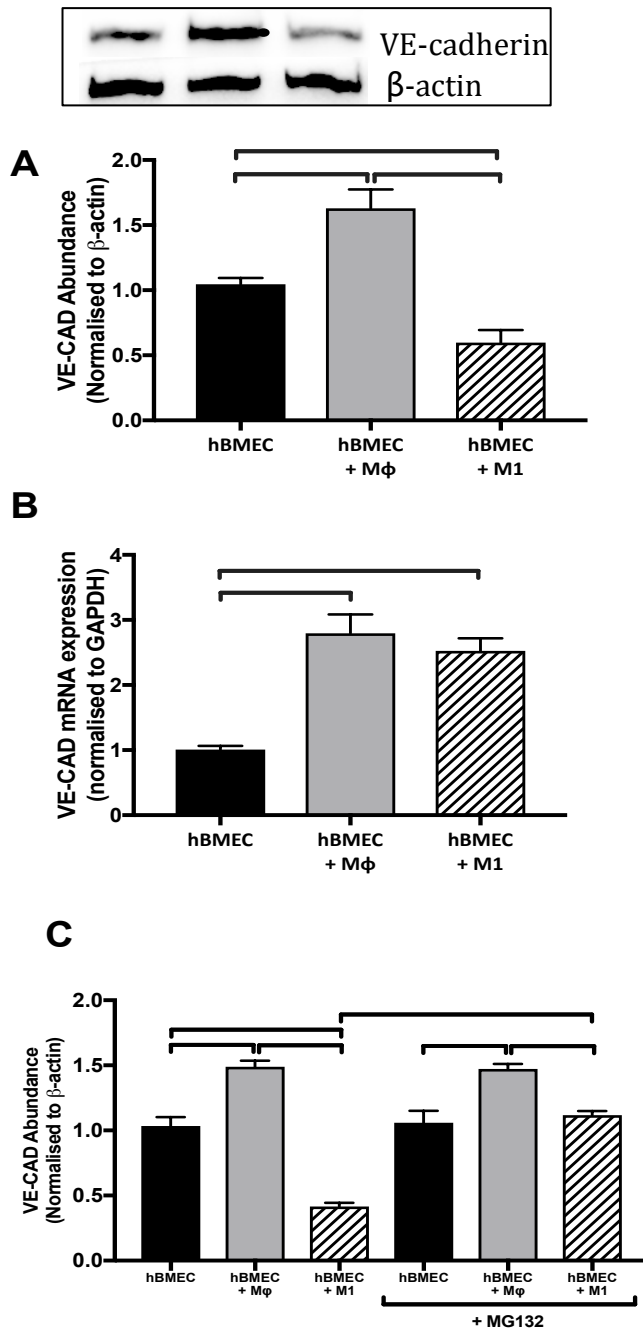 VE-cadherin
β-actin
A
VE-CAD Abundance
(Normalised to β-actin)
2.0
1.5
1.0
0.5
0.0
hBMEC
hBMEC
+ Mϕ
hBMEC
+ M1
B
VE-CAD mRNA expression
(normalised to GAPDH)
4
3
2
1
0
hBMEC
hBMEC
+ Mϕ
hBMEC
+ M1
C
VE-CAD Abundance
(Normalised to β-actin)
2.0
1.5
1.0
0.5
0.0
hBMEC
hBMEC
+ Mφ
hBMEC
+ M1
hBMEC
hBMEC
+ Mφ
hBMEC
+ M1
+ MG132